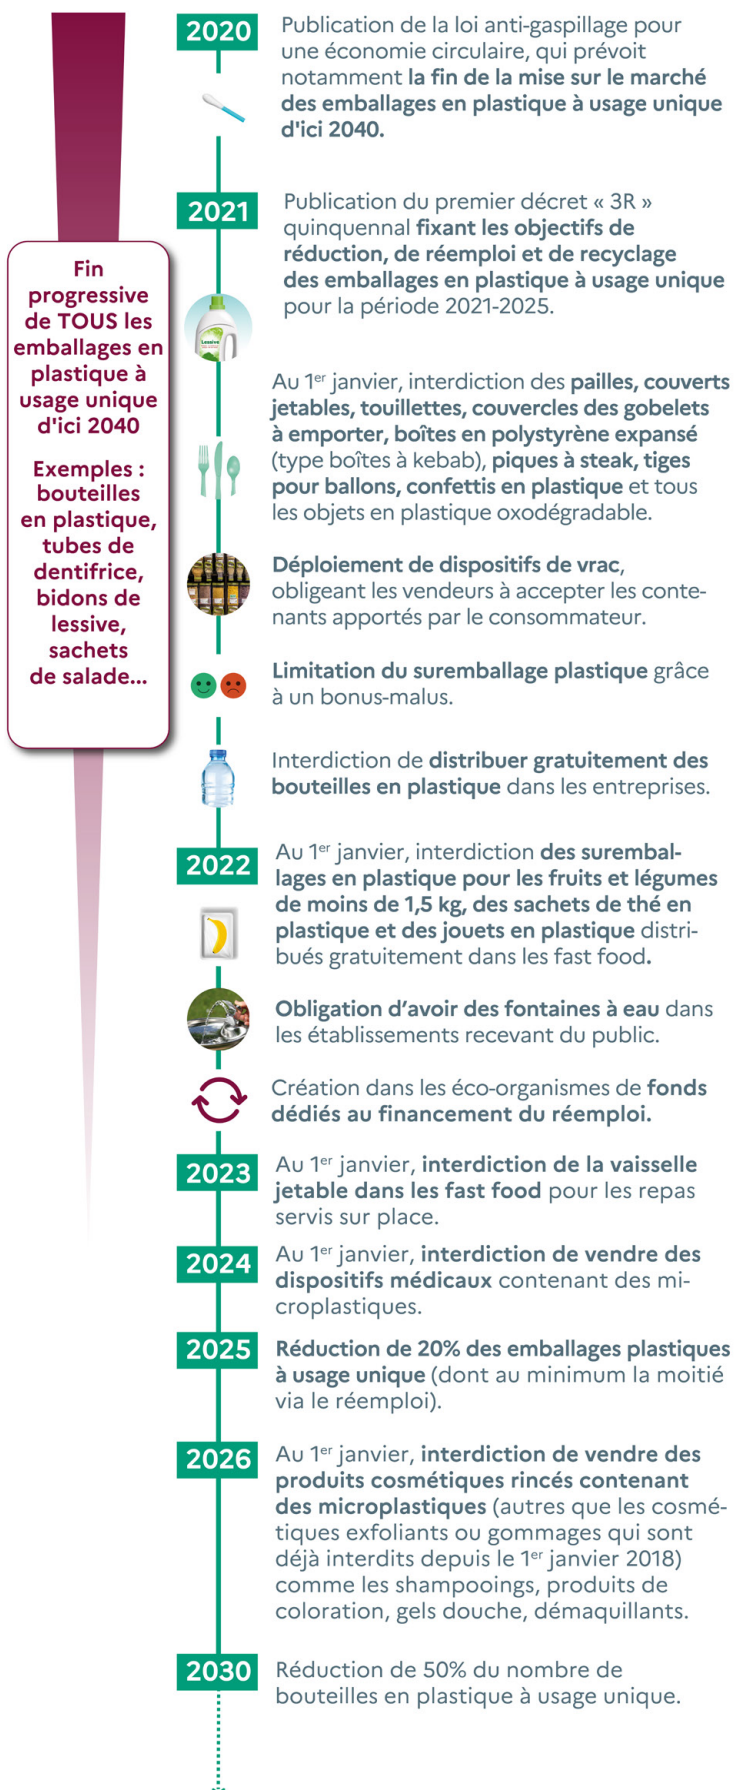 2020
Publication de la loi anti-gaspillage pour
une économie circulaire, qui prévoit
notamment la fin de la mise sur le marché
des emballages en plastique à usage unique
d'ici 2040.
2021
Publication du premier décret « 3R »
quinquennal fixant les objectifs de
réduction, de réemploi et de recyclage
des emballages en plastique à usage unique
pour la période 2021-2025.
Fin
progressive
de TOUS les
emballages en
plastique à
usage unique
d'ici 2040
Exemples :
bouteilles
en plastique,
tubes de
dentifrice,
bidons de
lessive,
sachets
de salade...
Lessive
Au 1er janvier, interdiction des pailles, couverts
jetables, touillettes, couvercles des gobelets
à emporter, boîtes en polystyrène expansé
(type boîtes à kebab), piques à steak, tiges
pour ballons, confettis en plastique et tous
les objets en plastique oxodégradable.
Déploiement de dispositifs de vrac,
obligeant les vendeurs à accepter les conte-
nants apportés par le consommateur.
Limitation du suremballage plastique grâce
à un bonus-malus.
Interdiction de distribuer gratuitement des
bouteilles en plastique dans les entreprises.
2022
Au 1er janvier, interdiction des surembal-
lages en plastique pour les fruits et légumes
de moins de 1,5 kg, des sachets de thé en
plastique et des jouets en plastique distri-
bués gratuitement dans les fast food.
Obligation d’avoir des fontaines à eau dans
les établissements recevant du public.
Création dans les éco-organismes de fonds
dédiés au financement du réemploi.
2023
Au 1er janvier, interdiction de la vaisselle
jetable dans les fast food pour les repas
servis sur place.
2024
Au 1er janvier, interdiction de vendre des
dispositifs médicaux contenant des mi-
croplastiques.
2025
Réduction de 20% des emballages plastiques
à usage unique (dont au minimum la moitié
via le réemploi).
2026
Au 1er janvier, interdiction de vendre des
produits cosmétiques rincés contenant
des microplastiques (autres que les cosmé-
tiques exfoliants ou gommages qui sont
déjà interdits depuis le 1er janvier 2018)
comme les shampooings, produits de
coloration, gels douche, démaquillants.
2030
Réduction de 50% du nombre de
bouteilles en plastique à usage unique.